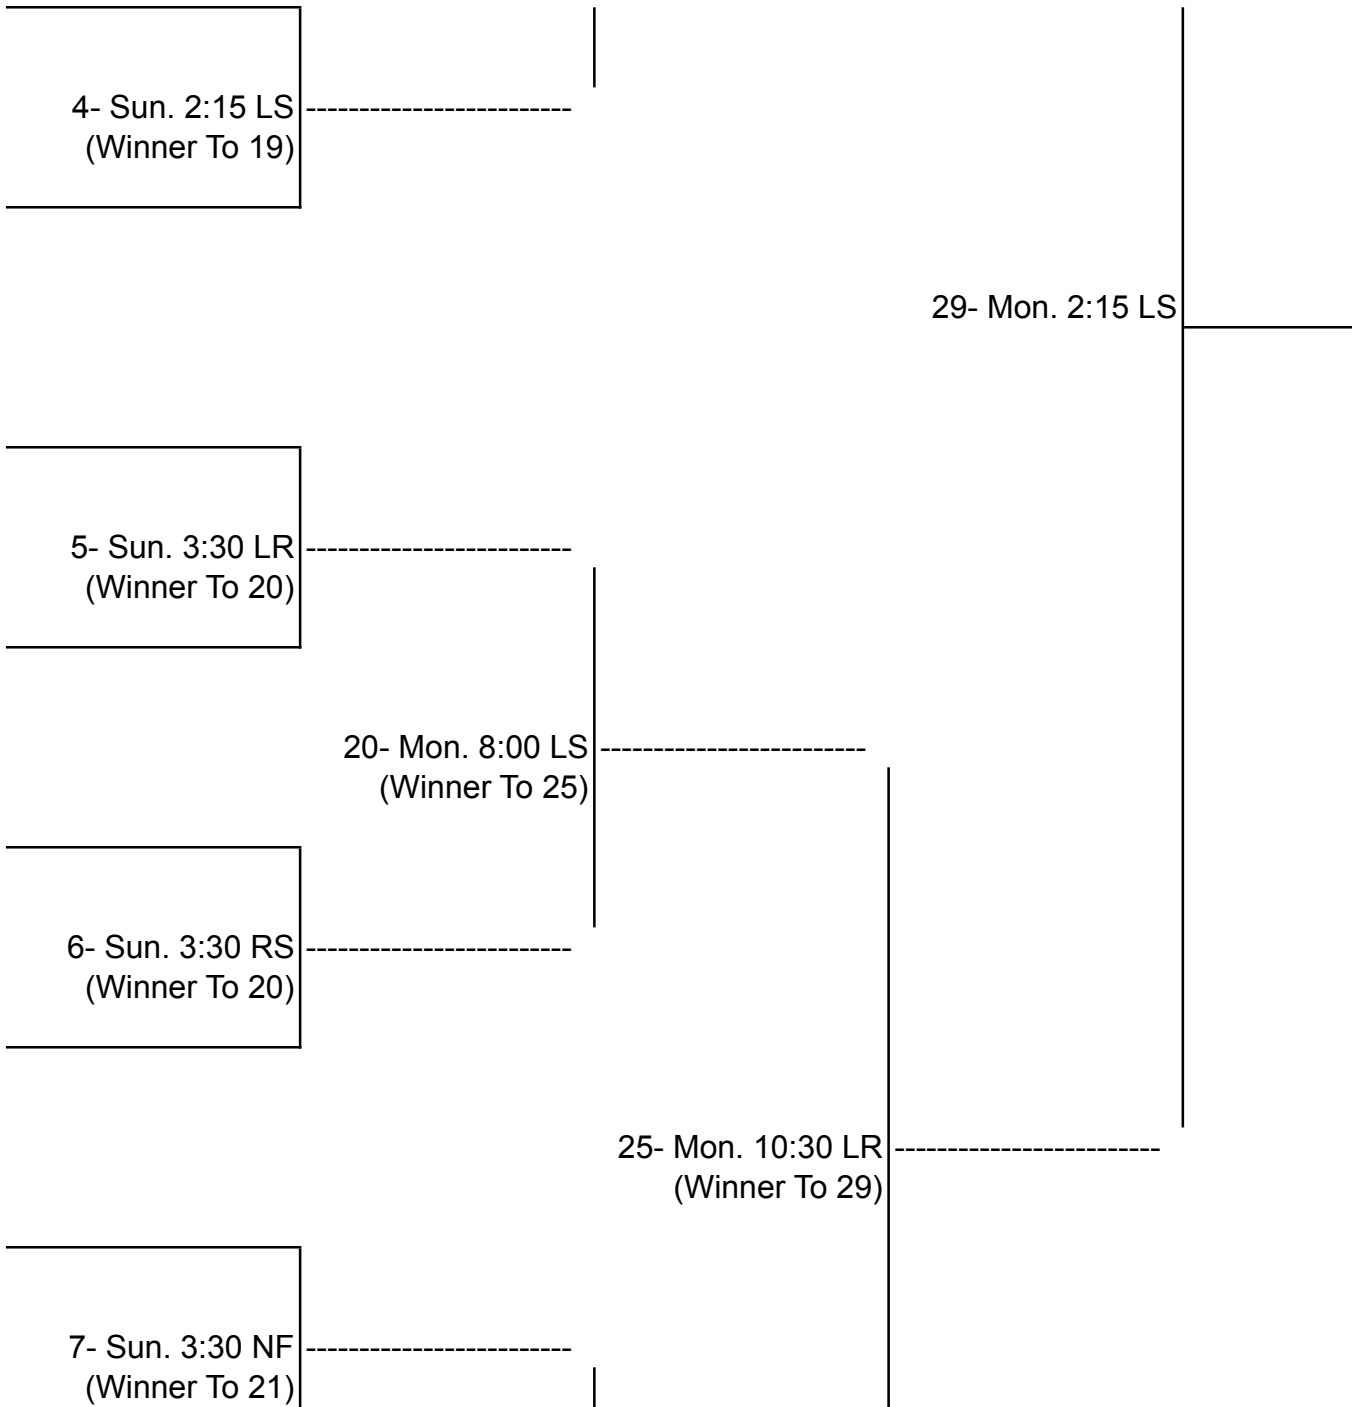 4- Sun. 2:15 LS
(Winner To 19)
29- Mon. 2:15 LS
5- Sun. 3:30 LR
(Winner To 20)
20- Mon. 8:00 LS
(Winner To 25)
6- Sun. 3:30 RS
(Winner To 20)
25- Mon. 10:30 LR
(Winner To 29)
7- Sun. 3:30 NF
(Winner To 21)